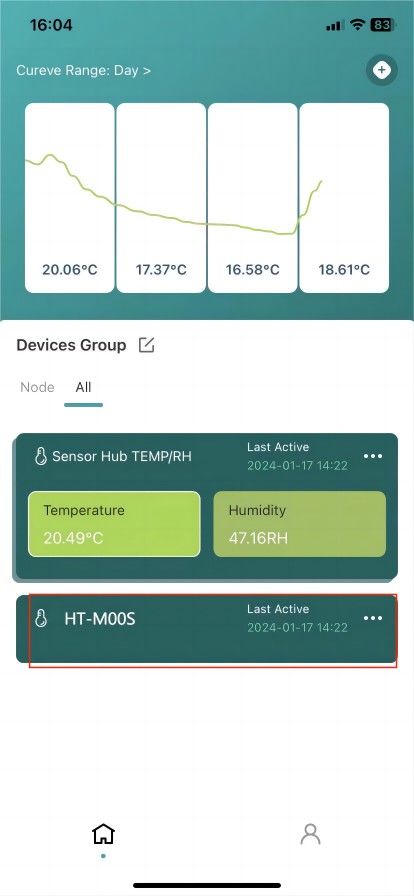 16:04
83
Cureve Range: Day >
20.06°C
17.37°C
16.58°C
18.61°C
Devices Group
Node
All
Sensor Hub TEMP/RH
Last Active
2024-01-17 14:22
Temperature
20.49°C
Humidity
47.16RH
HT-M00S
Last Active
2024-01-17 14:22